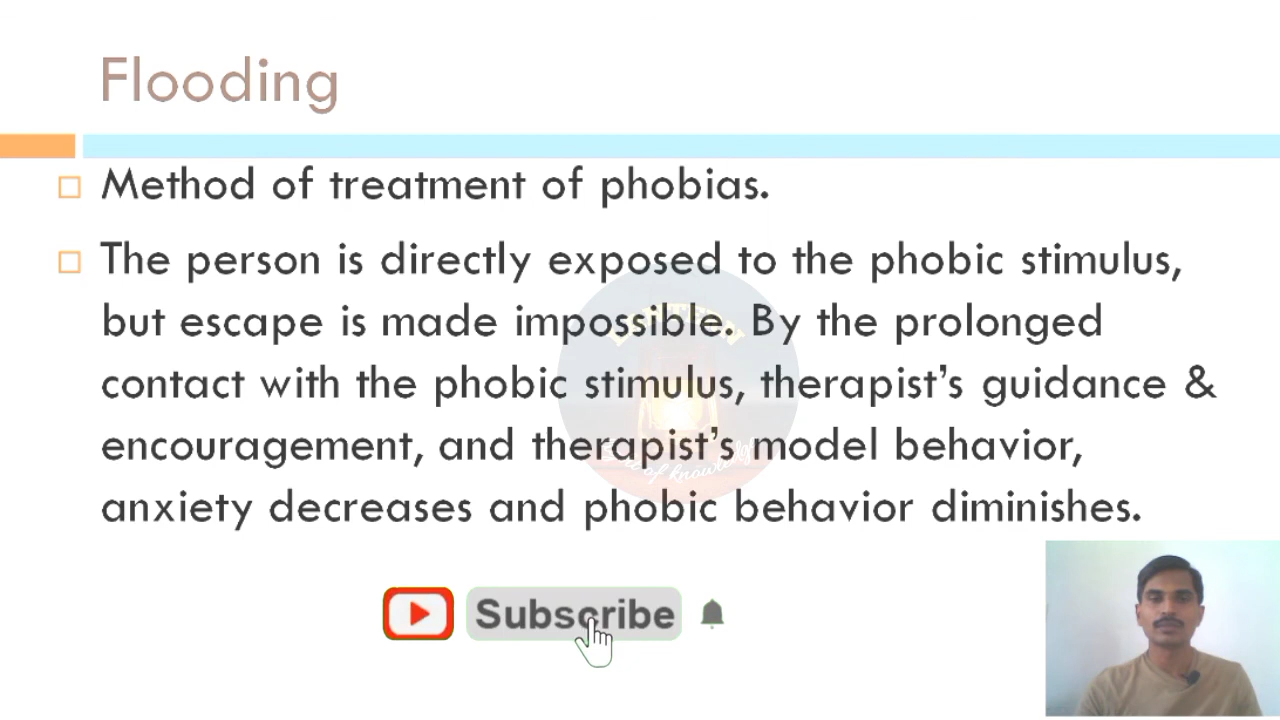 Flooding
Method of treatment of phobias.
The person is directly exposed to the phobic stimulus,
but escape is made impossible. By the prolonged
contact with the phobic stimulus, therapist's guidance &
encouragement, and therapist's model behavior,
anxiety decreases and phobic behavior diminishes.
of knowledge
Subscribe